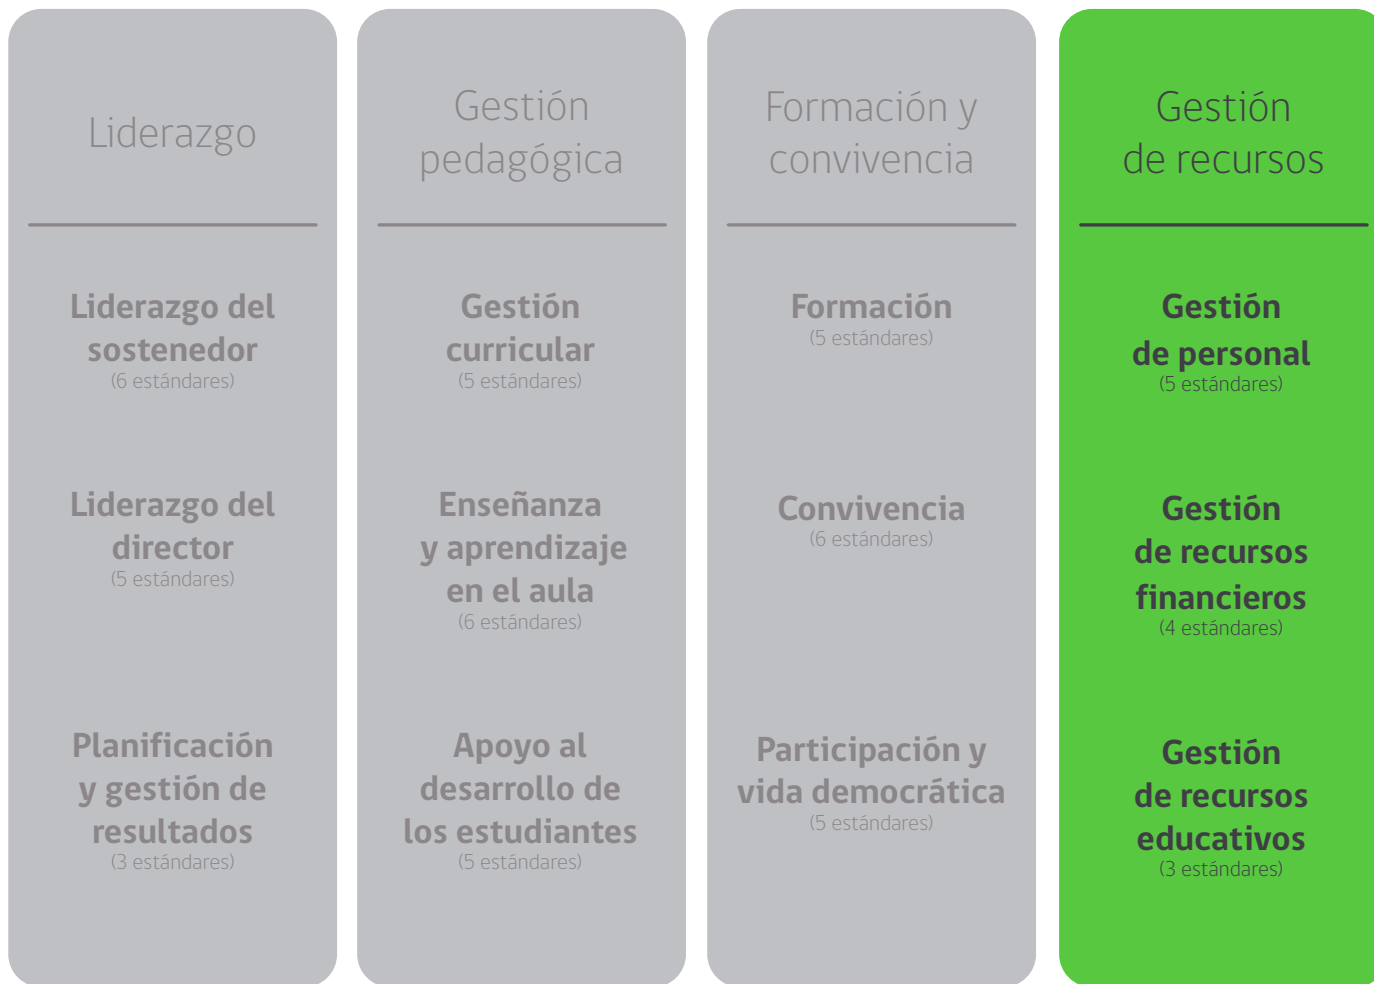 Liderazgo
Liderazgo del
sostenedor
(6 estándares)
Liderazgo del
director
(5 estándares)
Planificación
y gestión de
resultados
(3 estándares)
Gestión
pedagógica
Gestión
curricular
(5 estándares)
Enseñanza
y aprendizaje
en el aula
(6 estándares)
Apoyo al
desarrollo de
los estudiantes
(5 estándares)
Formación y
convivencia
Formación
(5 estándares)
Convivencia
(6 estándares)
Participación y
vida democrática
(5 estándares)
Gestión
de recursos
Gestión
de personal
(5 estándares)
Gestión
de recursos
financieros
(4 estándares)
Gestión
de recursos
educativos
(3 estándares)